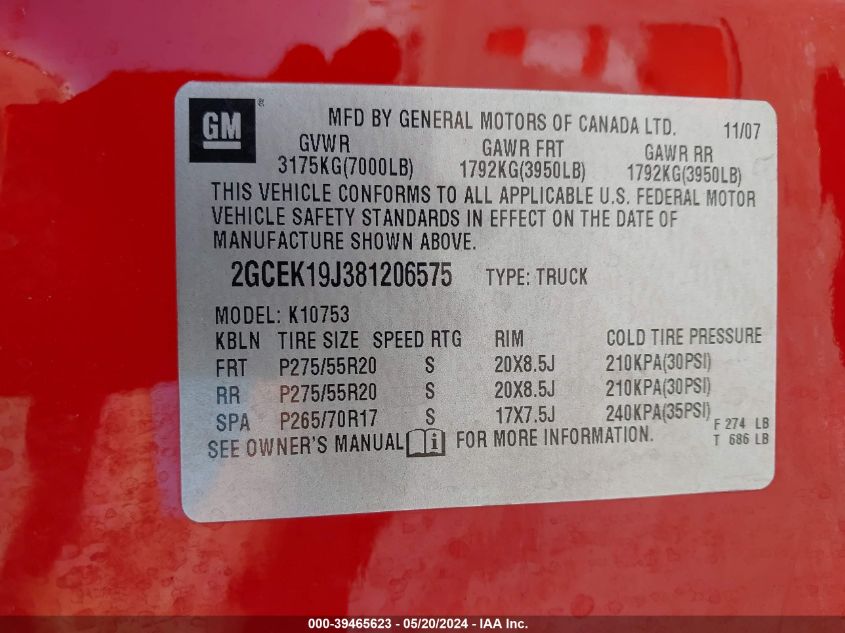 GM ®
MFD BY GENERAL MOTORS OF CANADA LTD. 11/07
GVWR GAWR FRT GAWR RR
3175KG(7000LB) 1792KG(3950LB) 1792KG(3950LB)
THIS VEHICLE CONFORMS TO ALL APPLICABLE U.S. FEDERAL MOTOR
VEHICLE SAFETY STANDARDS IN EFFECT ON THE DATE OF
MANUFACTURE SHOWN ABOVE.
2GCEK19J381206575 TYPE: TRUCK
MODEL: K10753
KBLN TIRE SIZE SPEED RTG RIM COLD TIRE PRESSURE
FRT P275/55R20 S 20X8.5J 210KPA(30PSI)
RR P275/55R20 S 20X8.5J 210KPA(30PSI)
SPA P265/70R17 S 17X7.5J 240KPA(35PSI)
F 274 LB
SEE OWNER'S MANUAL i FOR MORE INFORMATION.
T 686 LB
000-39465623 - 05/20/2024 - IAA Inc.